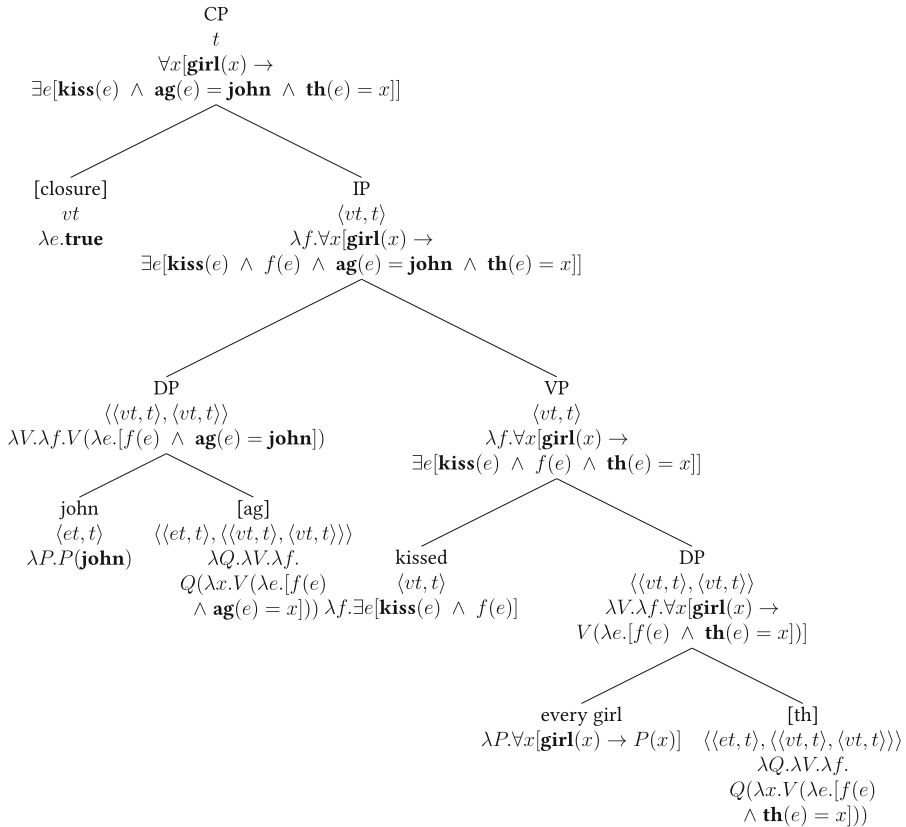 CP
t
∀x[girl(x) →
∃e[kiss(e) ∧ ag(e) = john ∧ th(e) = x]]
[closure]
vt
λe.true
IP
⟨vt, t⟩
λf.∀x[girl(x) →
∃e[kiss(e) ∧ f(e) ∧ ag(e) = john ∧ th(e) = x]]
DP
⟨⟨vt, t⟩, ⟨vt, t⟩⟩
λV.λf.V(λe.[f(e) ∧ ag(e) = john])
VP
⟨vt, t⟩
λf.∀x[girl(x) →
∃e[kiss(e) ∧ f(e) ∧ th(e) = x]]
john
⟨et, t⟩
λP.P(john)
[ag]
⟨⟨et, t⟩, ⟨⟨vt, t⟩, ⟨vt, t⟩⟩⟩
λQ.λV.λf.
Q(λx.V(λe.[f(e)
∧ ag(e) = x]))
kissed
⟨vt, t⟩
λf.∃e[kiss(e) ∧ f(e)]
DP
⟨⟨vt, t⟩, ⟨vt, t⟩⟩
λV.λf.∀x[girl(x) →
V(λe.[f(e) ∧ th(e) = x])]
every girl
λP.∀x[girl(x) → P(x)]
[th]
⟨⟨et, t⟩, ⟨⟨vt, t⟩, ⟨vt, t⟩⟩⟩
λQ.λV.λf.
Q(λx.V(λe.[f(e)
∧ th(e) = x]))